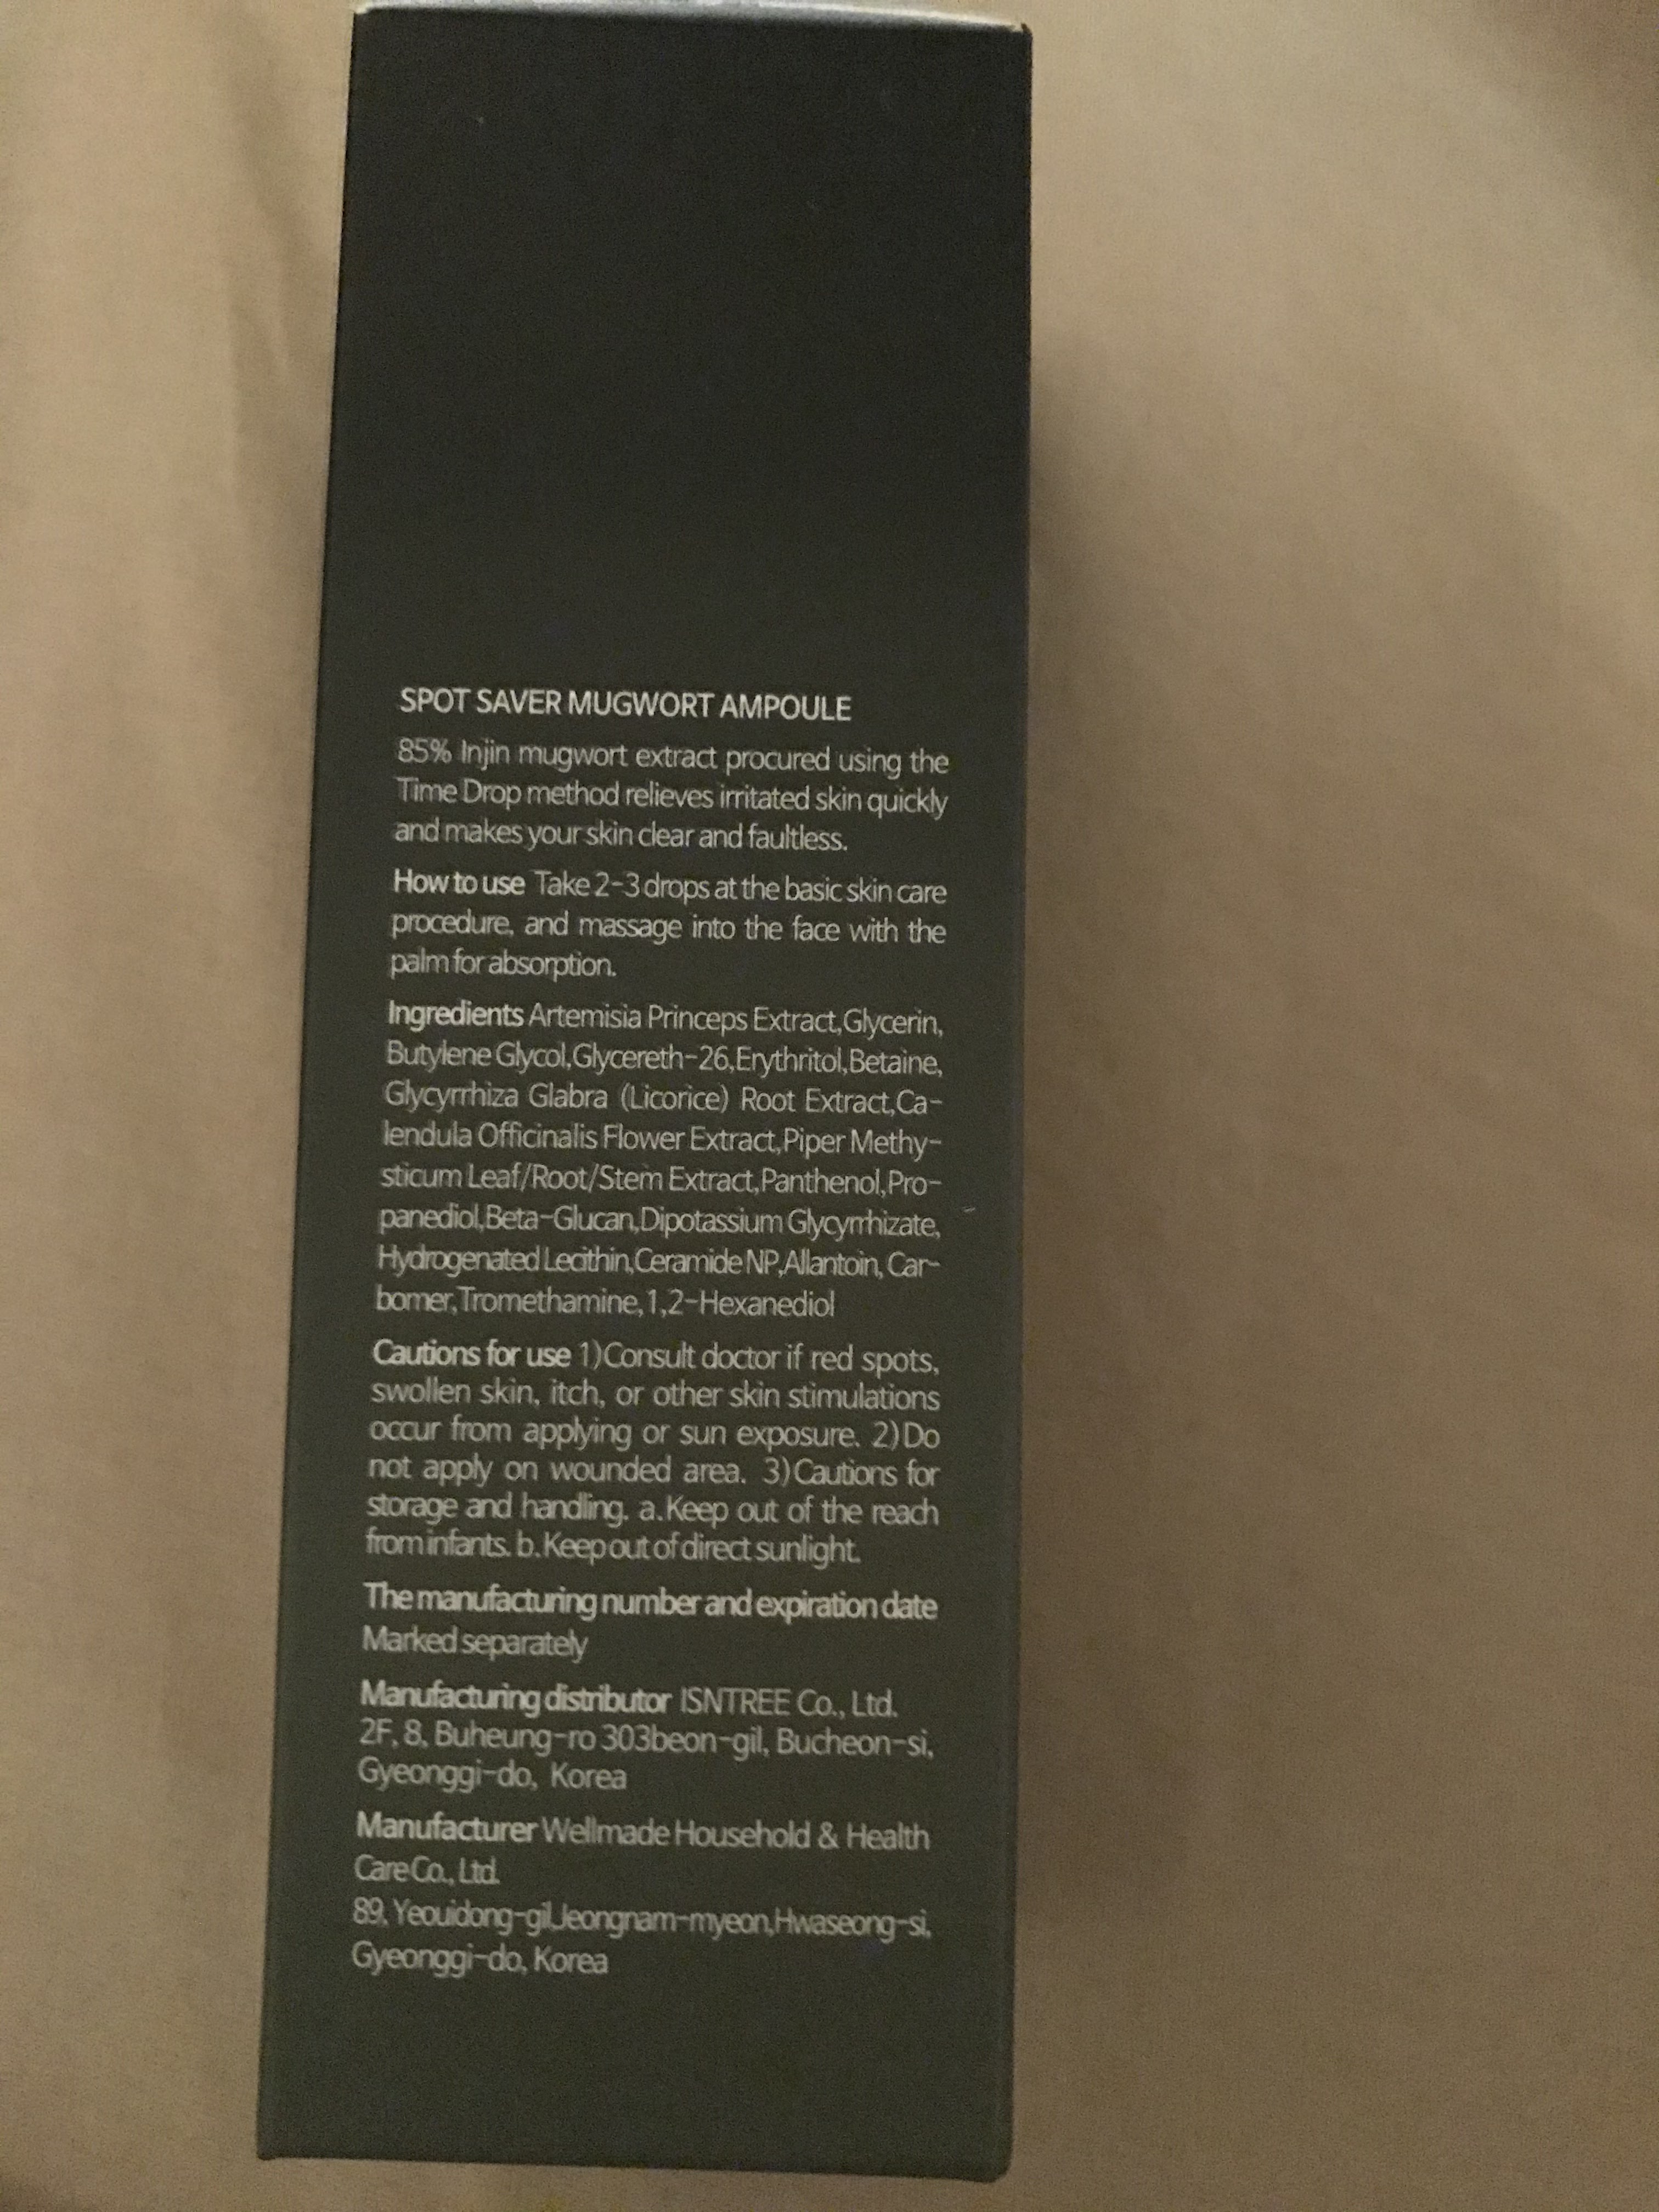 SPOT SAVER MUGWORT AMPOULE
85% Injin mugwort extract procured using the
Time Drop method relieves irritated skin quickly
and makes your skin clear and faultless.
How to use Take 2-3 drops at the basic skin care
procedure, and massage into the face with the
palm for absorption.
Ingredients Artemisia Princeps Extract,Glycerin,
Butylene Glycol,Glycereth-26,Erythritol,Betaine,
Glycyrrhiza Glabra (Licorice) Root Extract,Ca-
lendula Officinalis Flower Extract,Piper Methy-
sticum Leaf/Root/Stem Extract,Panthenol,Pro-
panediol,Beta-Glucan,Dipotassium Glycyrrhizate,
Hydrogenated Lecithin,Ceramide NP,Allantoin, Car-
bomer,Tromethamine,1,2-Hexanediol
Cautions for use 1)Consult doctor if red spots,
swollen skin, itch, or other skin stimulations
occur from applying or sun exposure. 2)Do
not apply on wounded area. 3)Cautions for
storage and handling. a.Keep out of the reach
from infants. b.Keep out of direct sunlight.
The manufacturing number and expiration date
Marked separately
Manufacturing distributor ISNTREE Co., Ltd.
2F, 8, Buheung-ro 303beon-gil, Bucheon-si,
Gyeonggi-do, Korea
Manufacturer Wellmade Household & Health
Care Co., Ltd.
89, Yeouidong-gil,Jeongnam-myeon,Hwaseong-si,
Gyeonggi-do, Korea